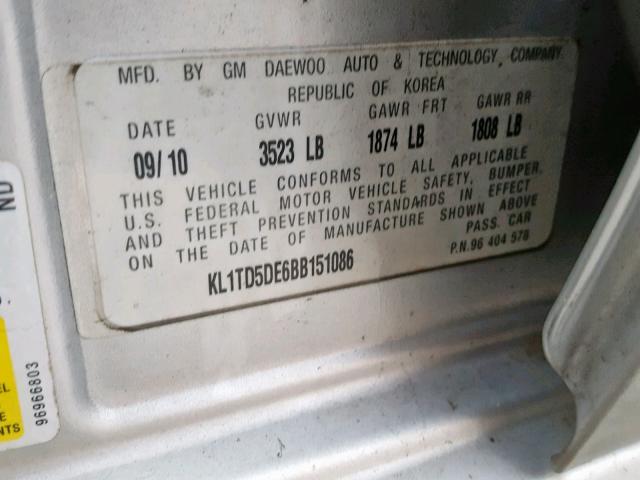 MFD. BY GM DAEWOO AUTO & TECHNOLOGY, COMPANY
REPUBLIC OF KOREA
DATE GVWR GAWR FRT GAWR RR
09/10 3523 LB 1874 LB 1808 LB
THIS VEHICLE CONFORMS TO ALL APPLICABLE
U.S. FEDERAL MOTOR VEHICLE SAFETY, BUMPER,
AND THEFT PREVENTION STANDARDS IN EFFECT
ON THE DATE OF MANUFACTURE SHOWN ABOVE
PASS. CAR
KL1TD5DE6BB151086
P.N.96 404 578
ND
96966803